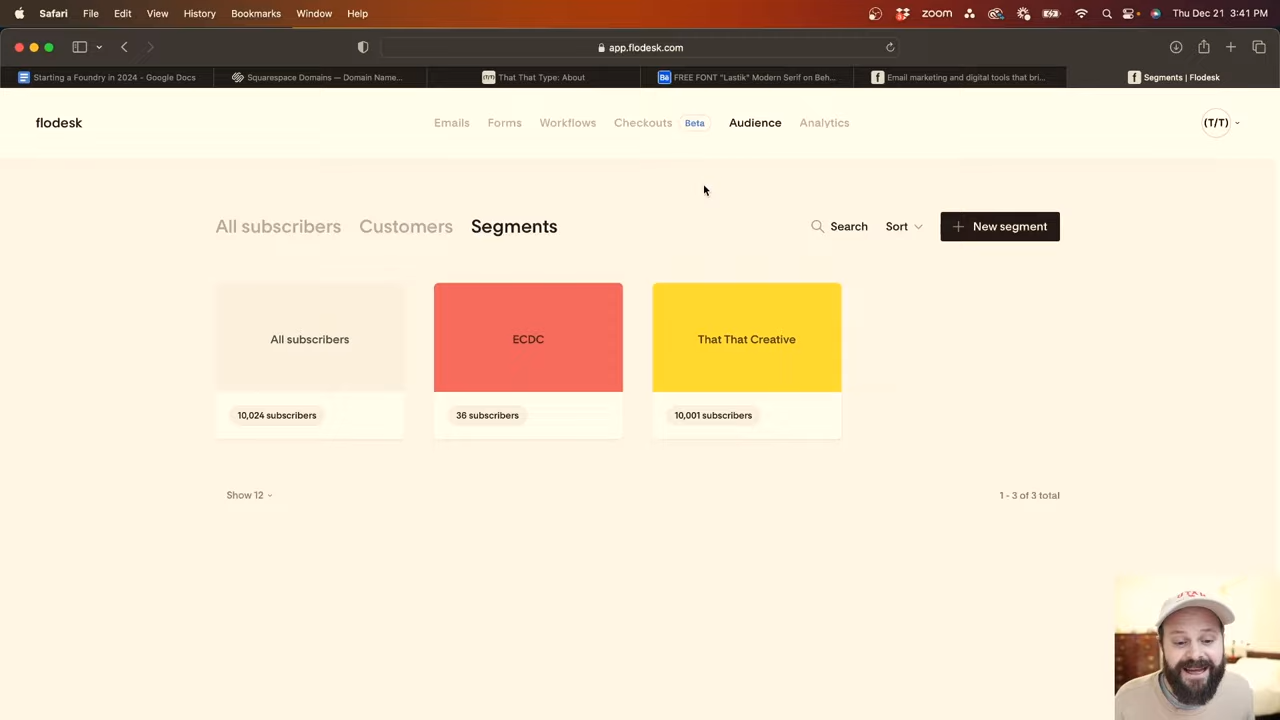 Safari File Edit View History Bookmarks Window Help zoom Thu Dec 21 3:41 PM
app.flodesk.com
Starting a Foundry in 2024 - Google Docs Squarespace Domains — Domain Name... That That Type: About FREE FONT "Lastik" Modern Serif on Beh... Email marketing and digital tools that bri... Segments | Flodesk
flodesk Emails Forms Workflows Checkouts Beta Audience Analytics (T/T)
All subscribers Customers Segments Search Sort New segment
All subscribers ECDC That That Creative
10,024 subscribers 36 subscribers 10,001 subscribers
Show 12 1 - 3 of 3 total